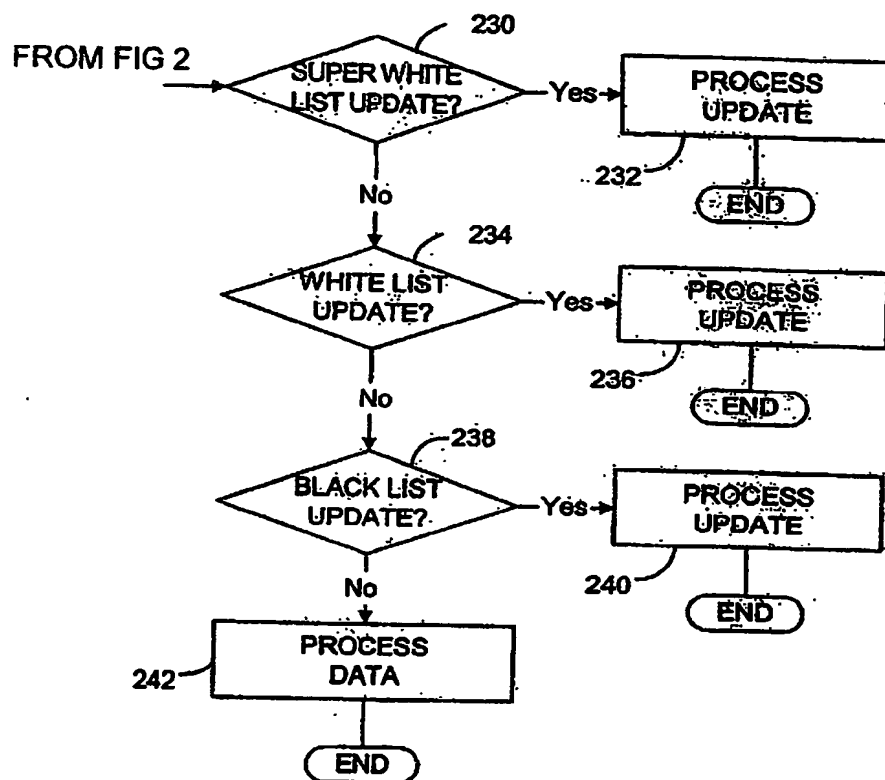 230
FROM FIG 2
SUPER WHITE
LIST UPDATE?
Yes
PROCESS
UPDATE
232
END
No
234
WHITE LIST
UPDATE?
Yes
PROCESS
UPDATE
236
END
No
238
BLACK LIST
UPDATE?
Yes
PROCESS
UPDATE
240
END
No
PROCESS
DATA
242
END